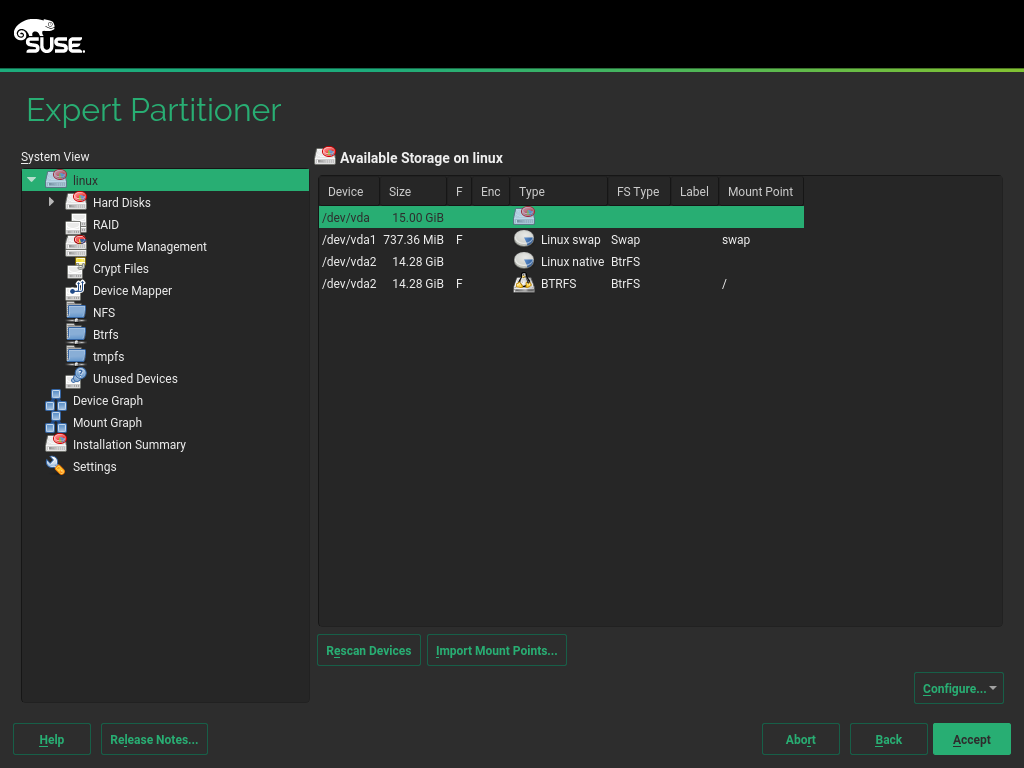 SUSE.
Expert Partitioner
System View
linux
Hard Disks
RAID
Volume Management
Crypt Files
Device Mapper
NFS
Btrfs
tmpfs
Unused Devices
Device Graph
Mount Graph
Installation Summary
Settings
Available Storage on linux
Device Size F Enc Type FS Type Label Mount Point
/dev/vda 15.00 GiB
/dev/vda1 737.36 MiB F Linux swap Swap swap
/dev/vda2 14.28 GiB Linux native BtrFS
/dev/vda2 14.28 GiB F BTRFS BtrFS /
Rescan Devices Import Mount Points...
Configure...
Help Release Notes... Abort Back Accept